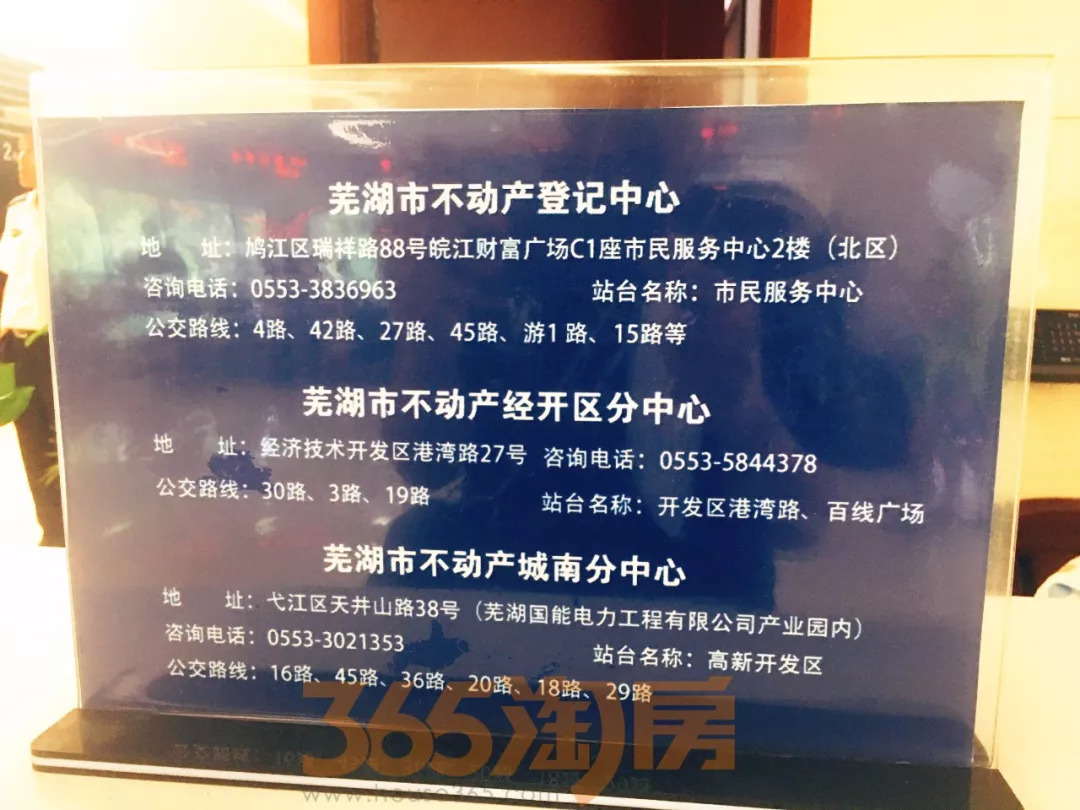 芜湖市不动产登记中心
地 址：鸠江区瑞祥路88号皖江财富广场C1座市民服务中心2楼（北区）
咨询电话：0553-3836963 站台名称：市民服务中心
公交路线：4路、42路、27路、45路、游1路、15路等
芜湖市不动产经开区分中心
地 址：经济技术开发区港湾路27号 咨询电话：0553-5844378
公交路线：30路、3路、19路 站台名称：开发区港湾路、百线广场
芜湖市不动产城南分中心
地 址：弋江区天井山路38号（芜湖国能电力工程有限公司产业园内）
咨询电话：0553-3021353 站台名称：高新开发区
公交路线：16路、45路、36路、20路、18路、29路
365淘房
www.house365.com